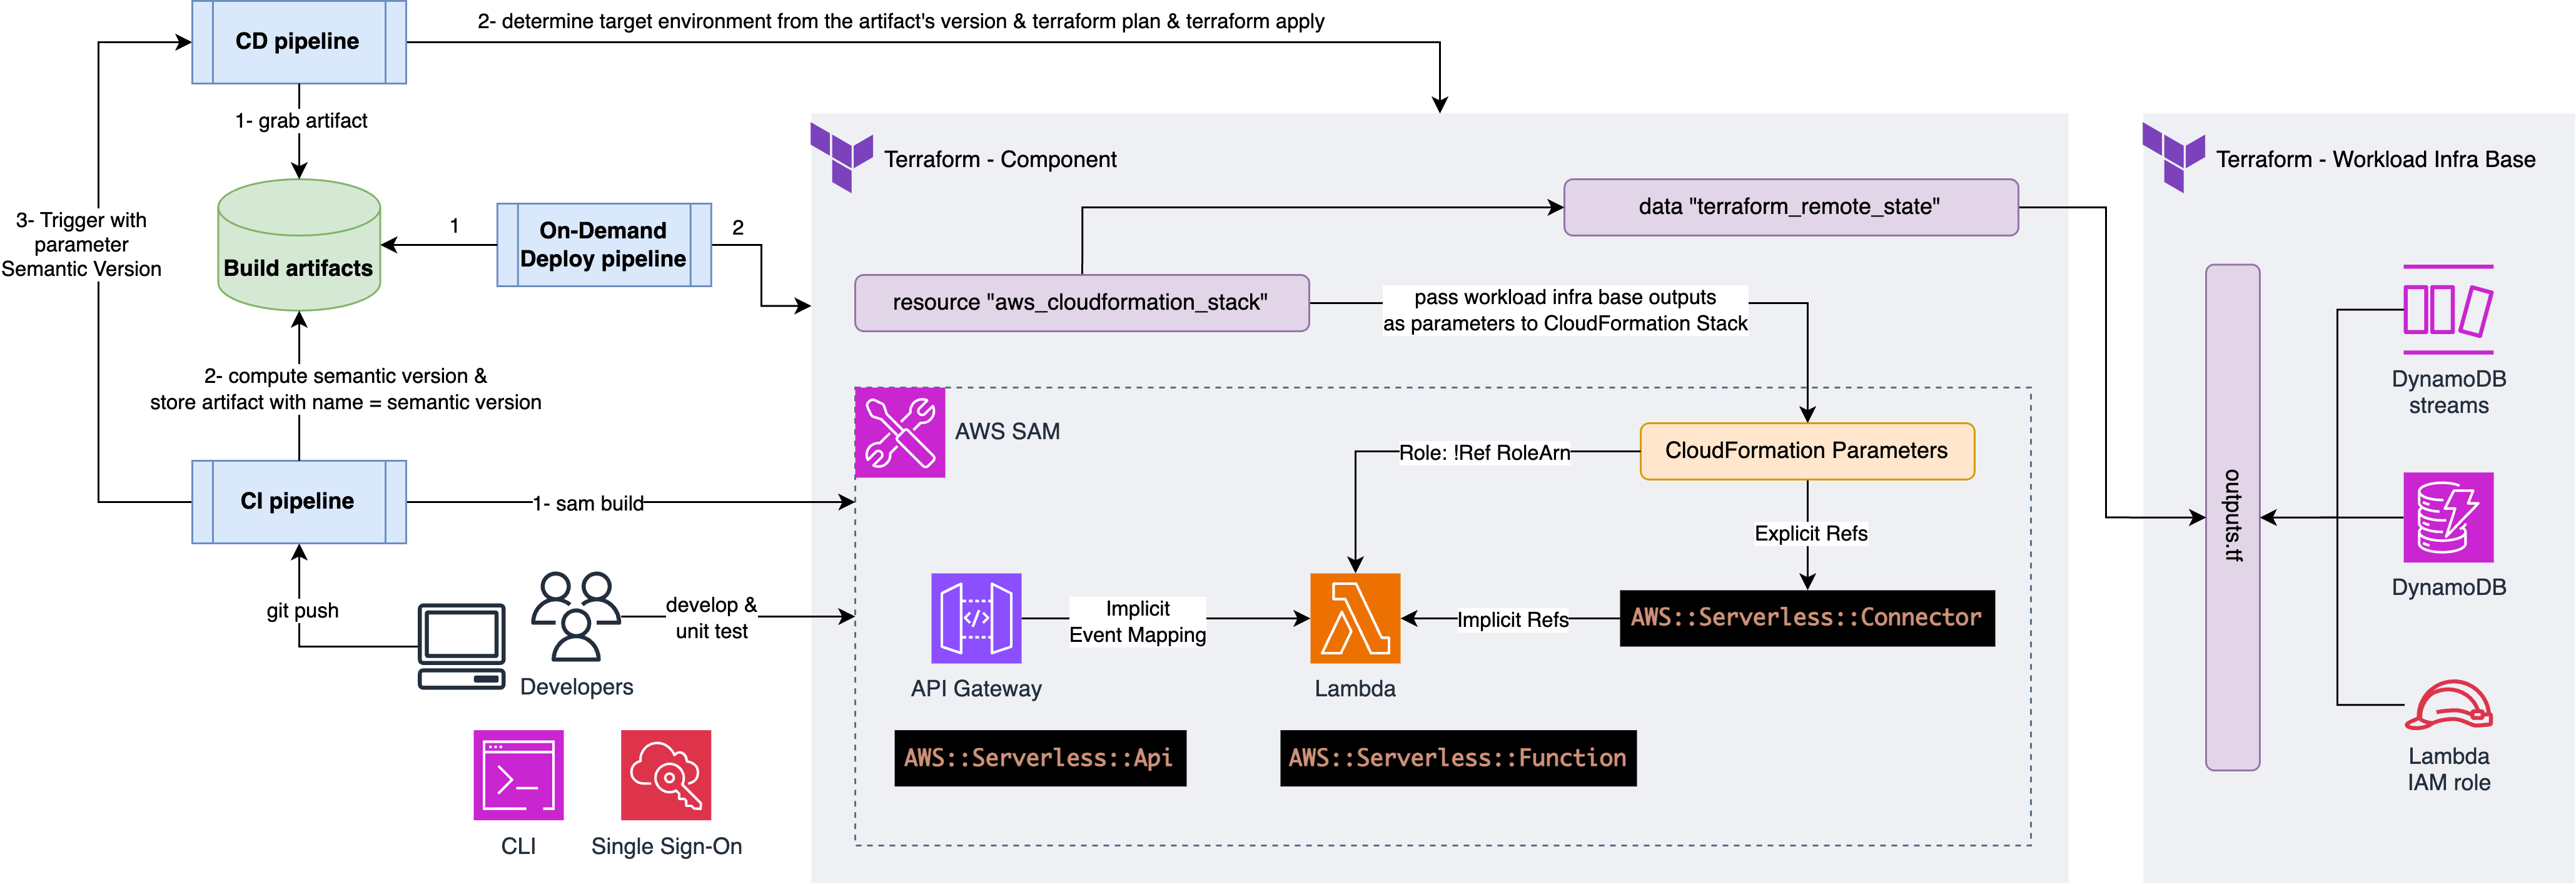 2- determine target environment from the artifact's version & terraform plan & terraform apply
CD pipeline
1- grab artifact
3- Trigger with
parameter
Semantic Version
Build artifacts
1
On-Demand
Deploy pipeline
2
2- compute semantic version &
store artifact with name = semantic version
CI pipeline
1- sam build
git push
develop &
unit test
Developers
CLI
Single Sign-On
Terraform - Component
data "terraform_remote_state"
resource "aws_cloudformation_stack"
pass workload infra base outputs
as parameters to CloudFormation Stack
AWS SAM
CloudFormation Parameters
Role: !Ref RoleArn
Explicit Refs
Implicit
Event Mapping
Implicit Refs
AWS::Serverless::Connector
API Gateway
Lambda
AWS::Serverless::Api
AWS::Serverless::Function
Terraform - Workload Infra Base
outputs.tf
DynamoDB
streams
DynamoDB
Lambda
IAM role